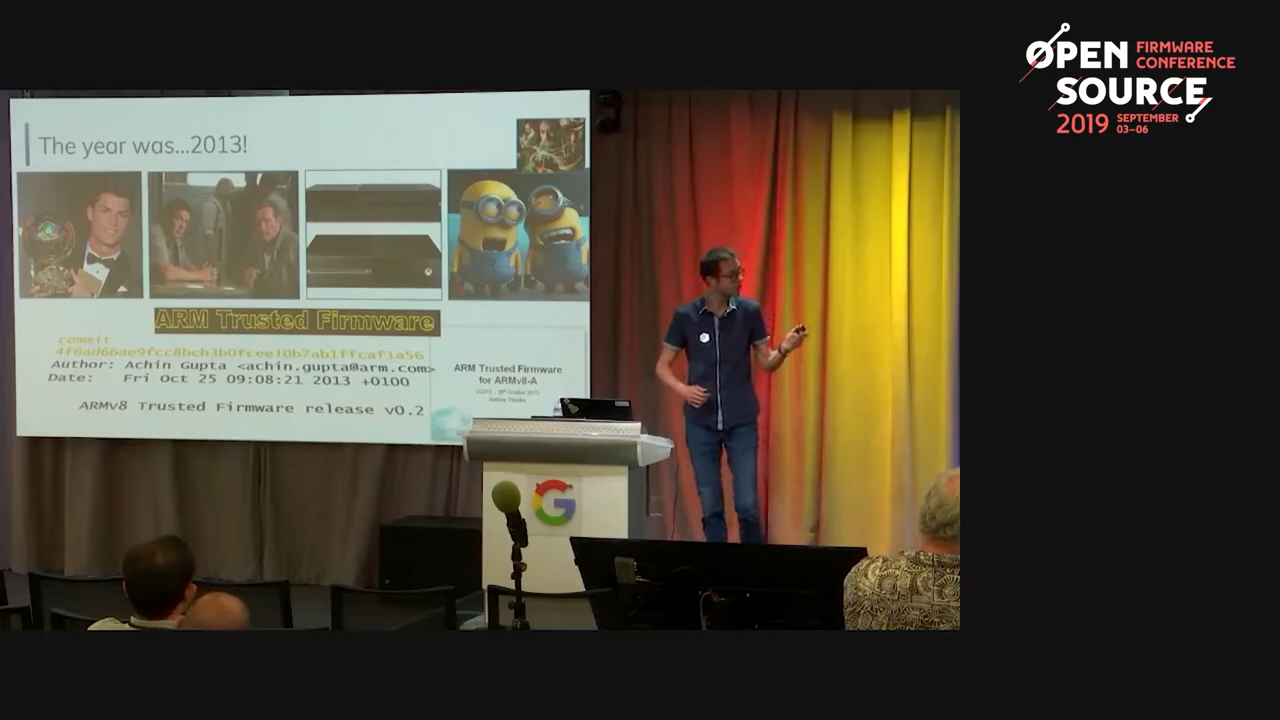 The year was...2013!
ARM Trusted Firmware
commit
4f6ad66ae9fcc8bcb3b0fcee10b7ab1ffcaf1a56
Author: Achin Gupta <achin.gupta@arm.com>
Date: Fri Oct 25 09:08:21 2013 +0100
ARMv8 Trusted Firmware release v0.2
ARM Trusted Firmware
for ARMv8-A
G
OPEN FIRMWARE
CONFERENCE
SOURCE
2019 SEPTEMBER
03–06